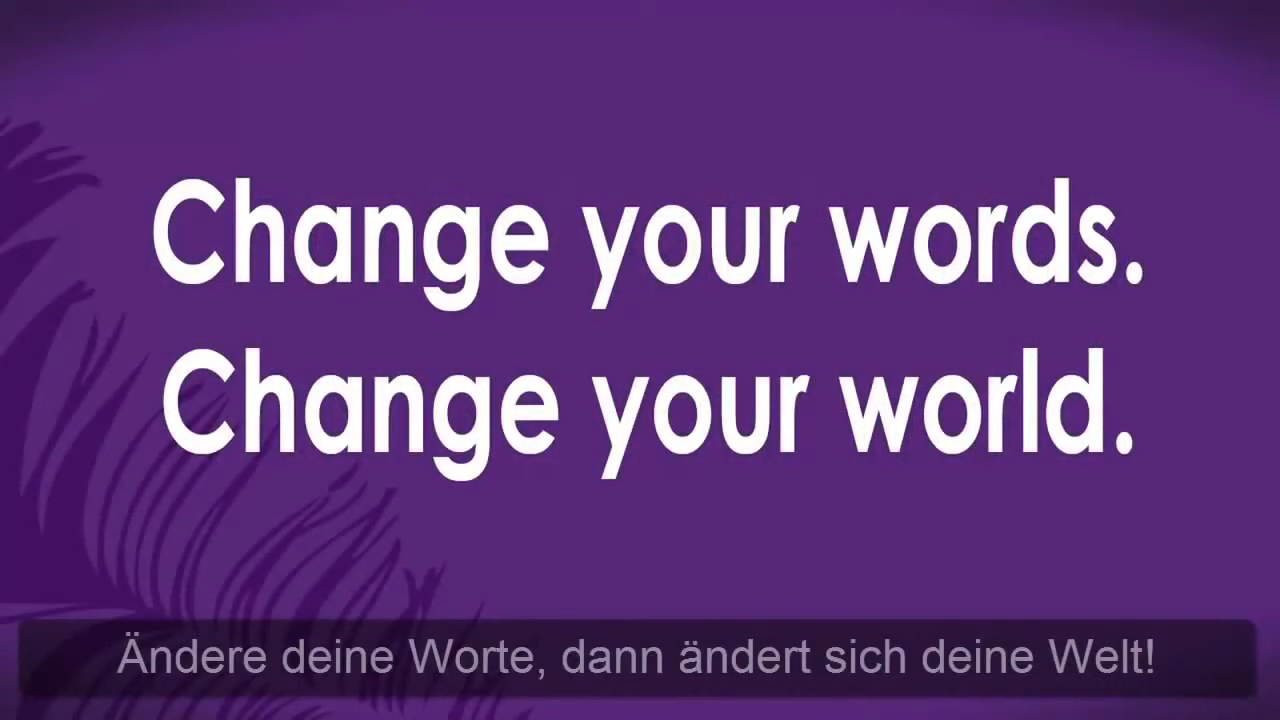 Change your words.
Change your world.
Ändere deine Worte, dann ändert sich deine Welt!